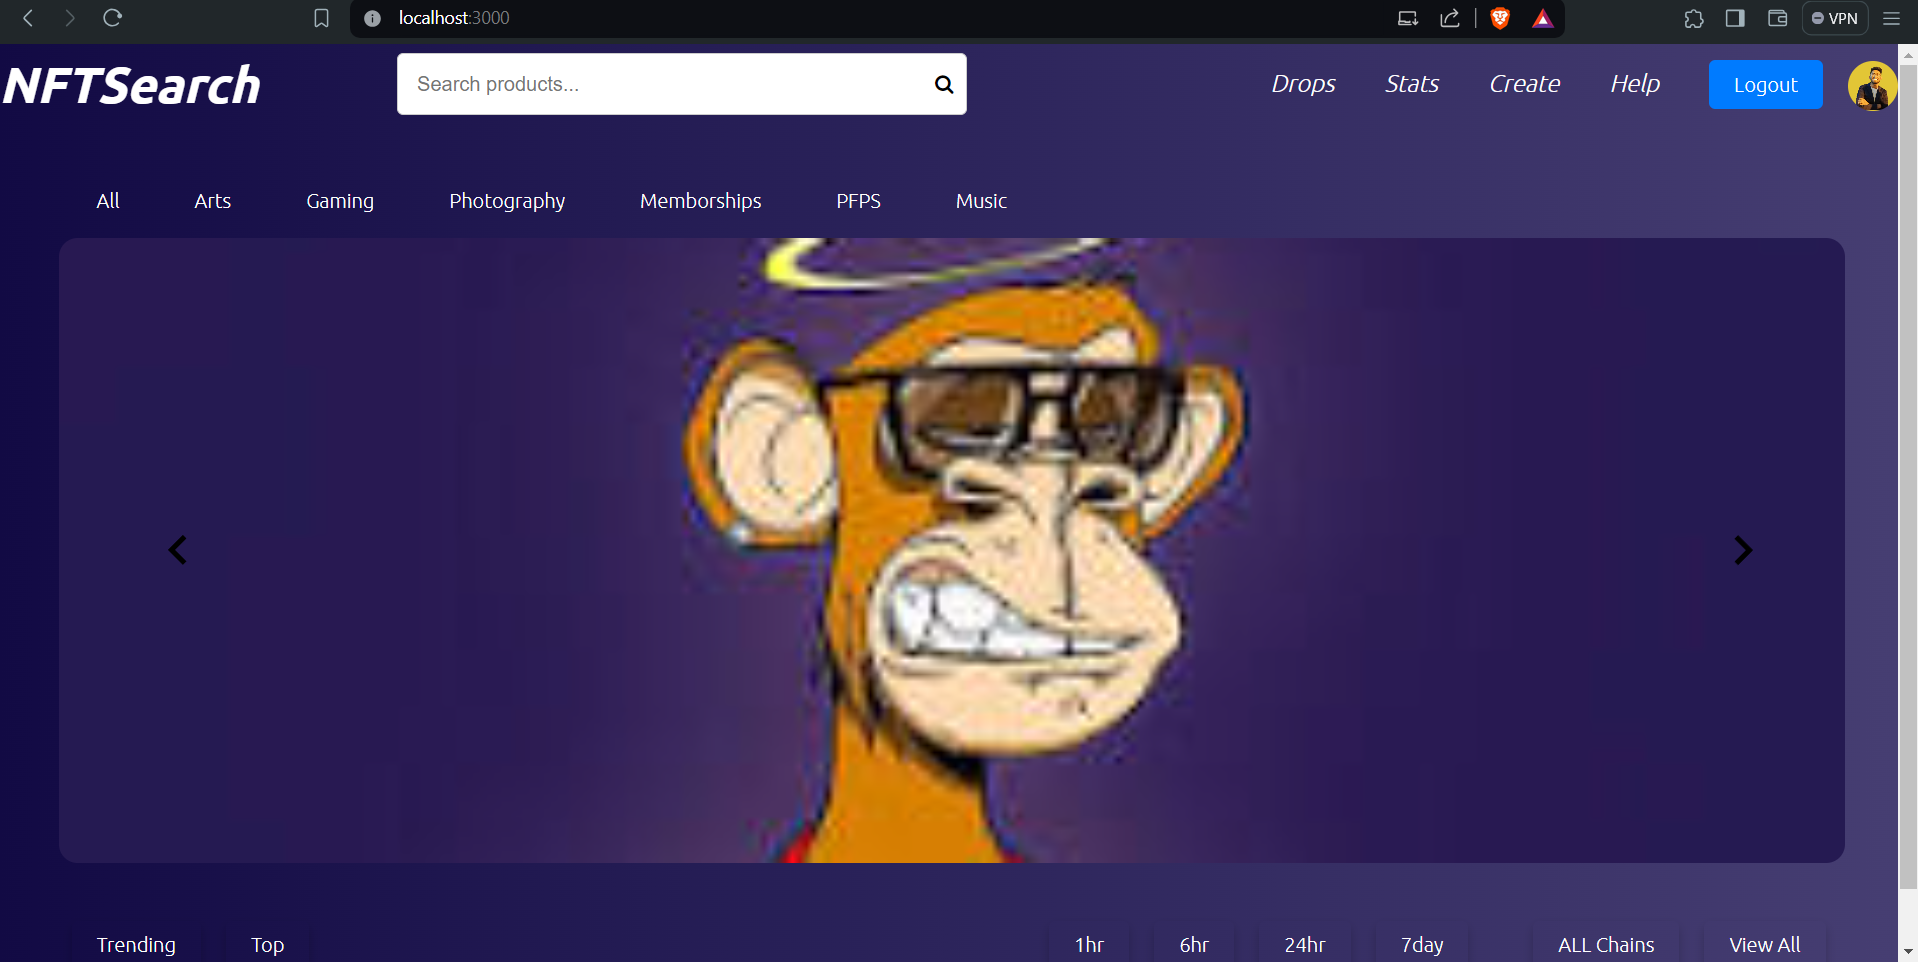 localhost:3000
VPN
NFTSearch
Search products...
Drops Stats Create Help Logout
All Arts Gaming Photography Memborships PFPS Music
Trending Top 1hr 6hr 24hr 7day ALL Chains View All